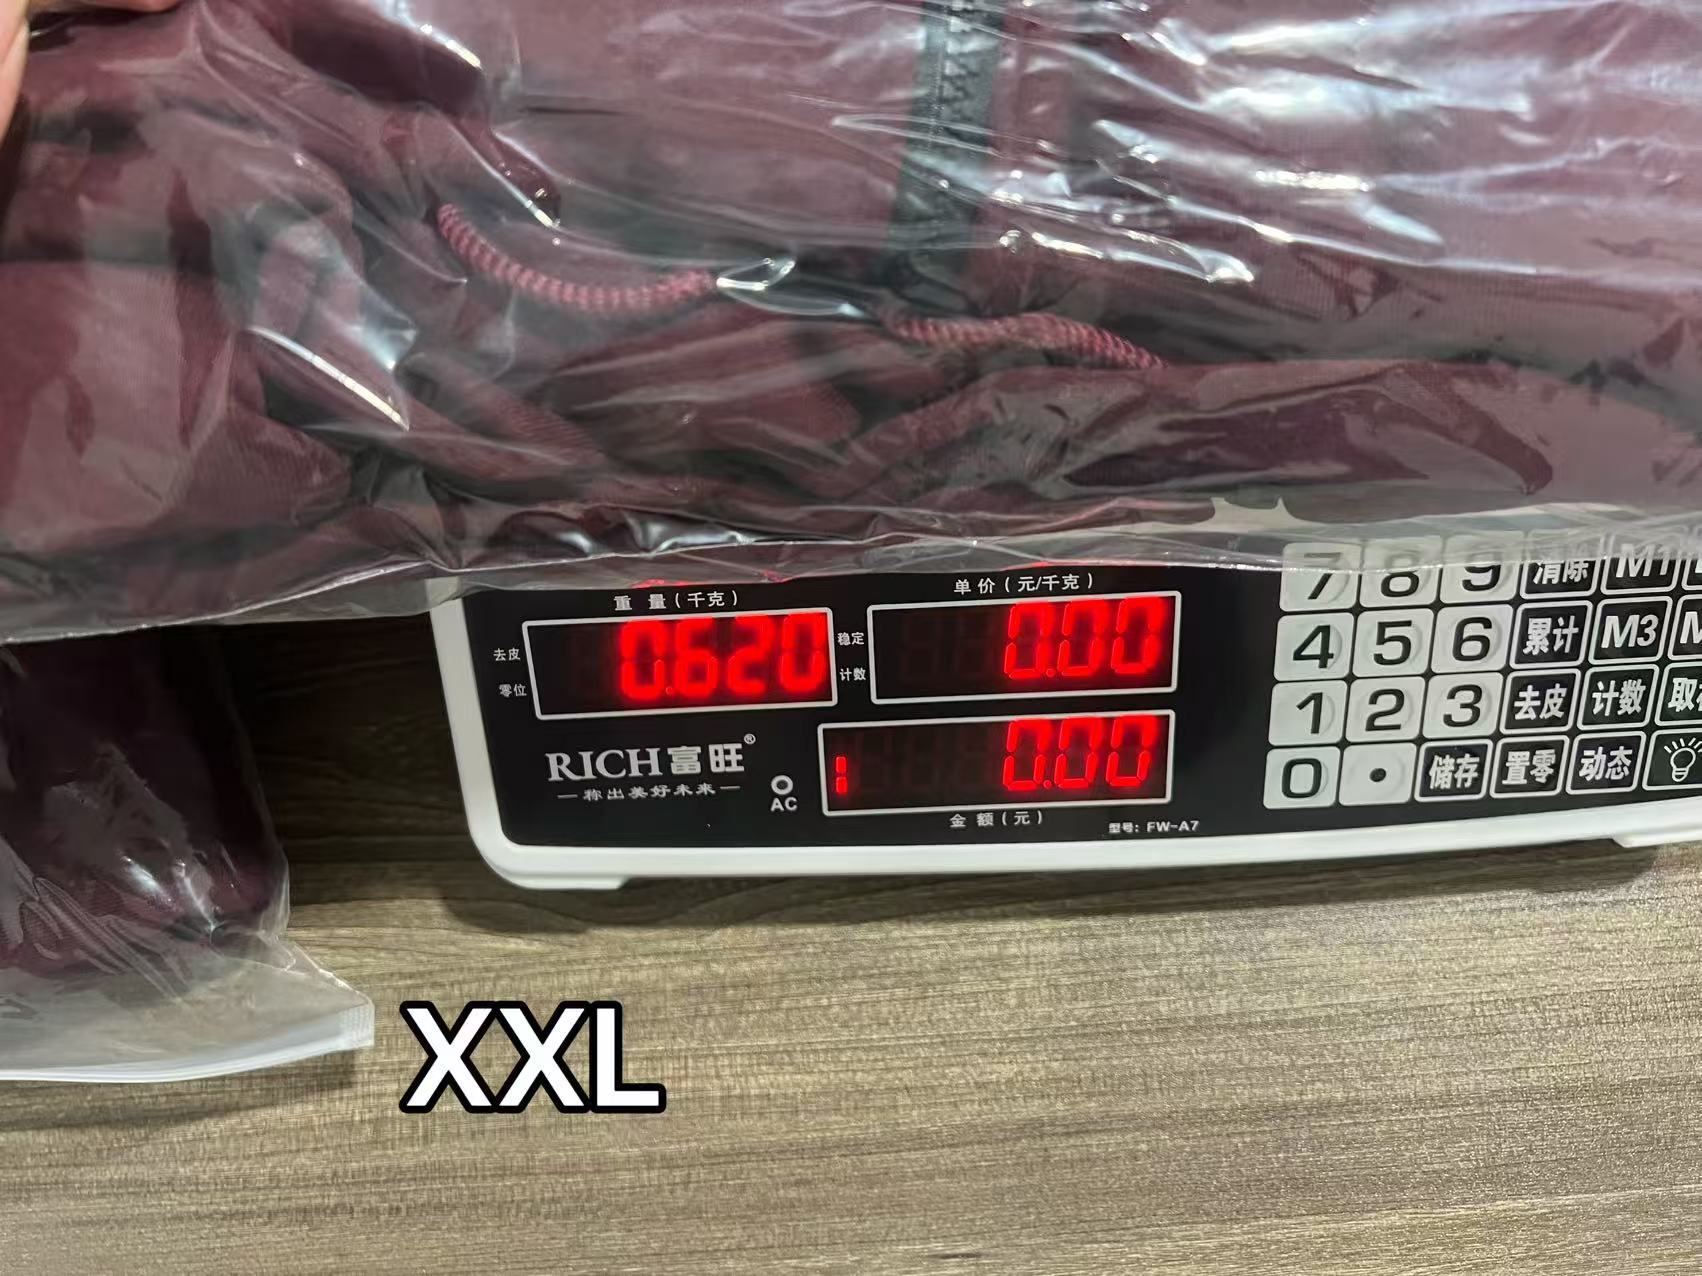 重 量(千克)
单价(元/千克)
7 8 9 清除 M1
去皮
零位
0.620
稳定
计数
0.00
4 5 6 累计 M3
1 2 3 去皮 计数
RICH富旺®
—称出美好未来—
AC
1 0.00
0 · 储存 置零 动态
金 额(元)
型号: FW-A7
XXL